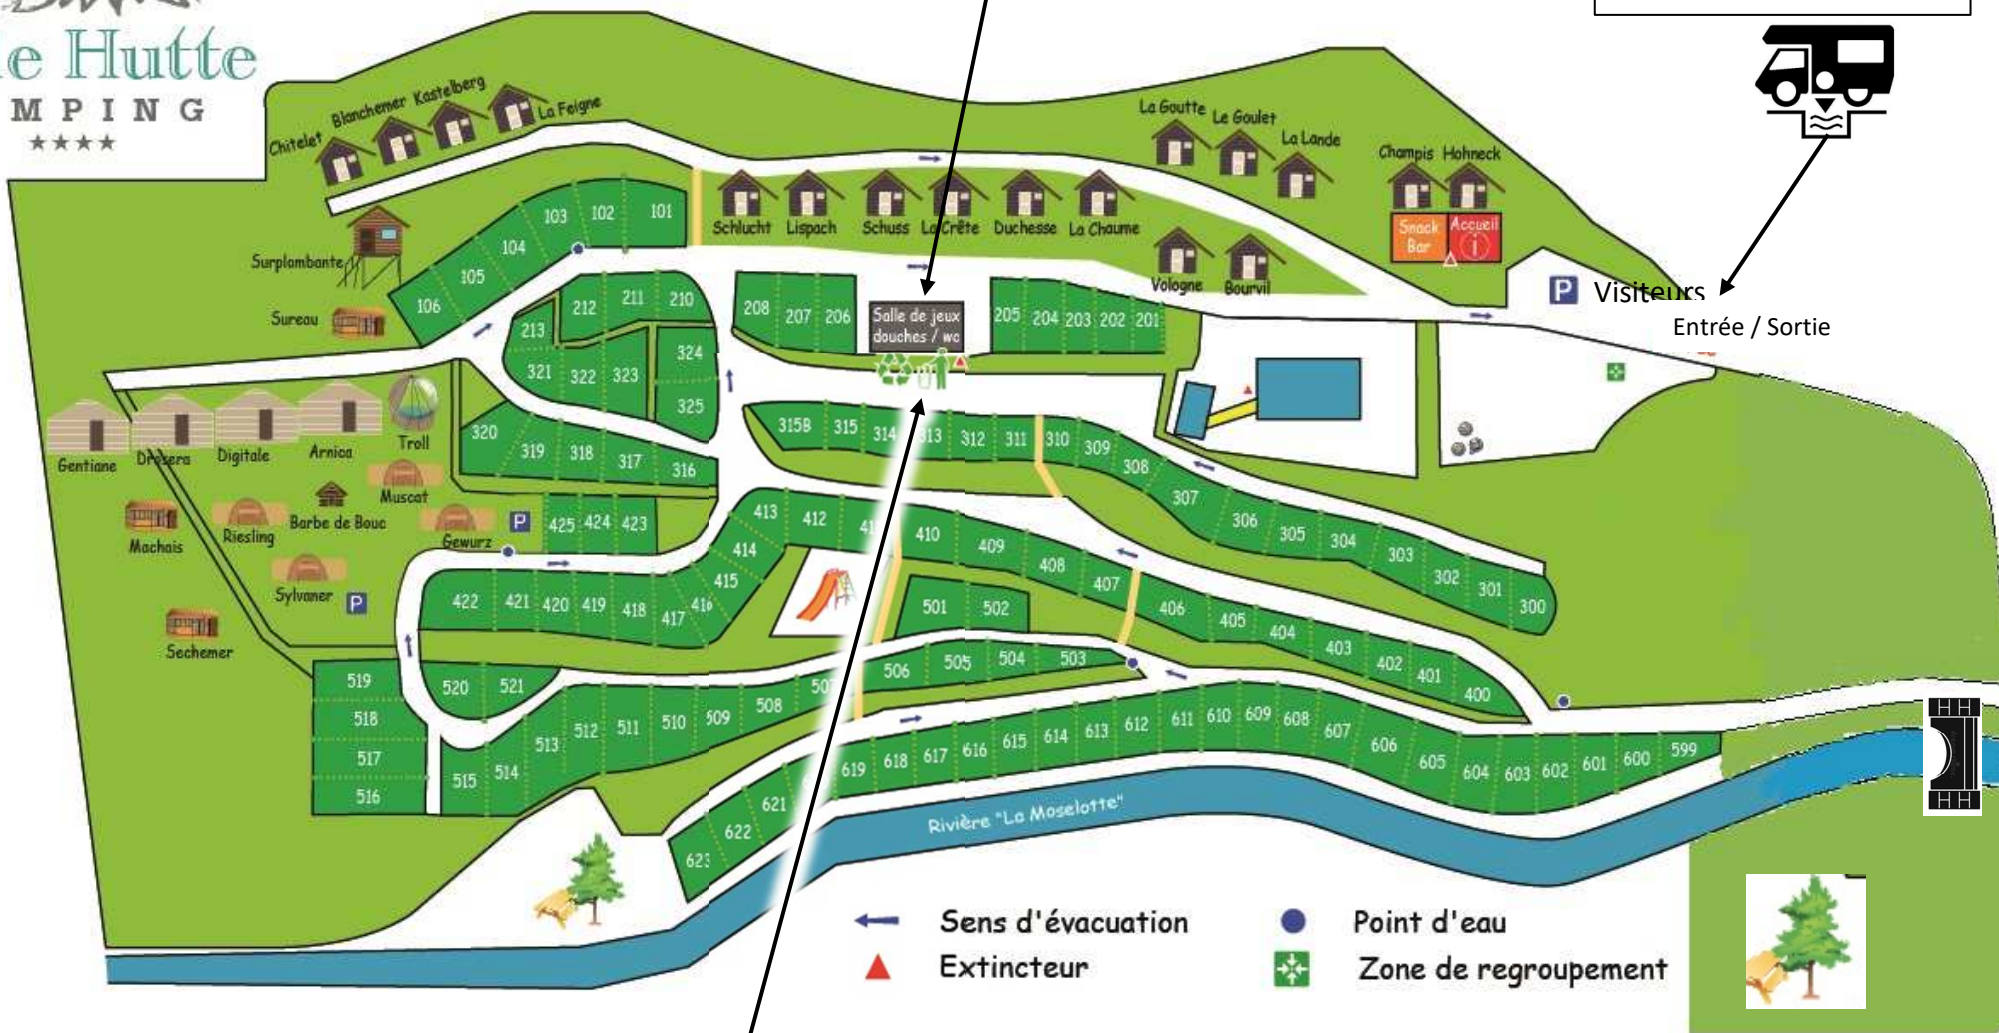 le Hutte
MPING
Chitelet
Blanchemer
Kastelberg
La Feigne
La Goutte
Le Goulet
La Lande
Champis
Hohneck
Snack
Bar
Accueil
i
Schlucht
Lispach
Schuss
La Crête
Duchesse
La Chaume
Vologne
Bourvil
P
Visiteurs
Entrée / Sortie
Surplombante
Sureau
106
105
104
103
102
101
213
212
211
210
208
207
206
Salle de jeux
douches / wc
205
204
203
202
201
321
322
323
324
325
320
319
318
317
316
315B
315
314
313
312
311
310
309
308
307
306
305
304
303
302
301
300
Gentiane
Drosera
Digitale
Arnica
Troll
Muscat
Machais
Riesling
Barbe de Bouc
Gewurz
P
Sylvaner
P
Sechemer
425
424
423
422
421
420
419
418
417
416
415
414
413
412
410
409
408
407
406
405
404
403
402
401
400
501
502
503
504
505
506
508
509
510
511
512
513
514
515
516
517
518
519
520
521
623
622
621
619
618
617
616
615
614
613
612
611
610
609
608
607
606
605
604
603
602
601
600
599
Rivière "La Moselotte"
Sens d'évacuation
Point d'eau
Extincteur
Zone de regroupement